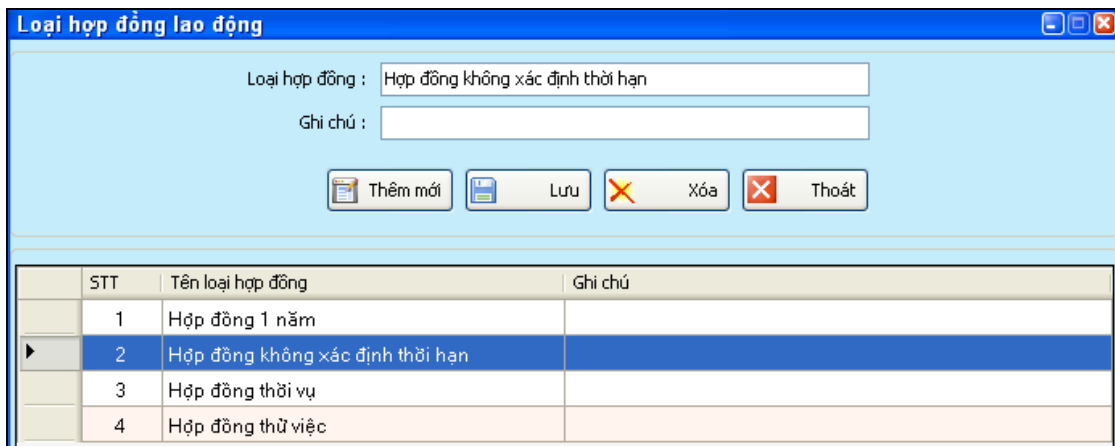 Loại hợp đồng lao động
Loại hợp đồng : Hợp đồng không xác định thời hạn
Ghi chú :
Thêm mới Lưu Xóa Thoát
STT Tên loại hợp đồng Ghi chú
1 Hợp đồng 1 năm
2 Hợp đồng không xác định thời hạn
3 Hợp đồng thời vụ
4 Hợp đồng thử việc